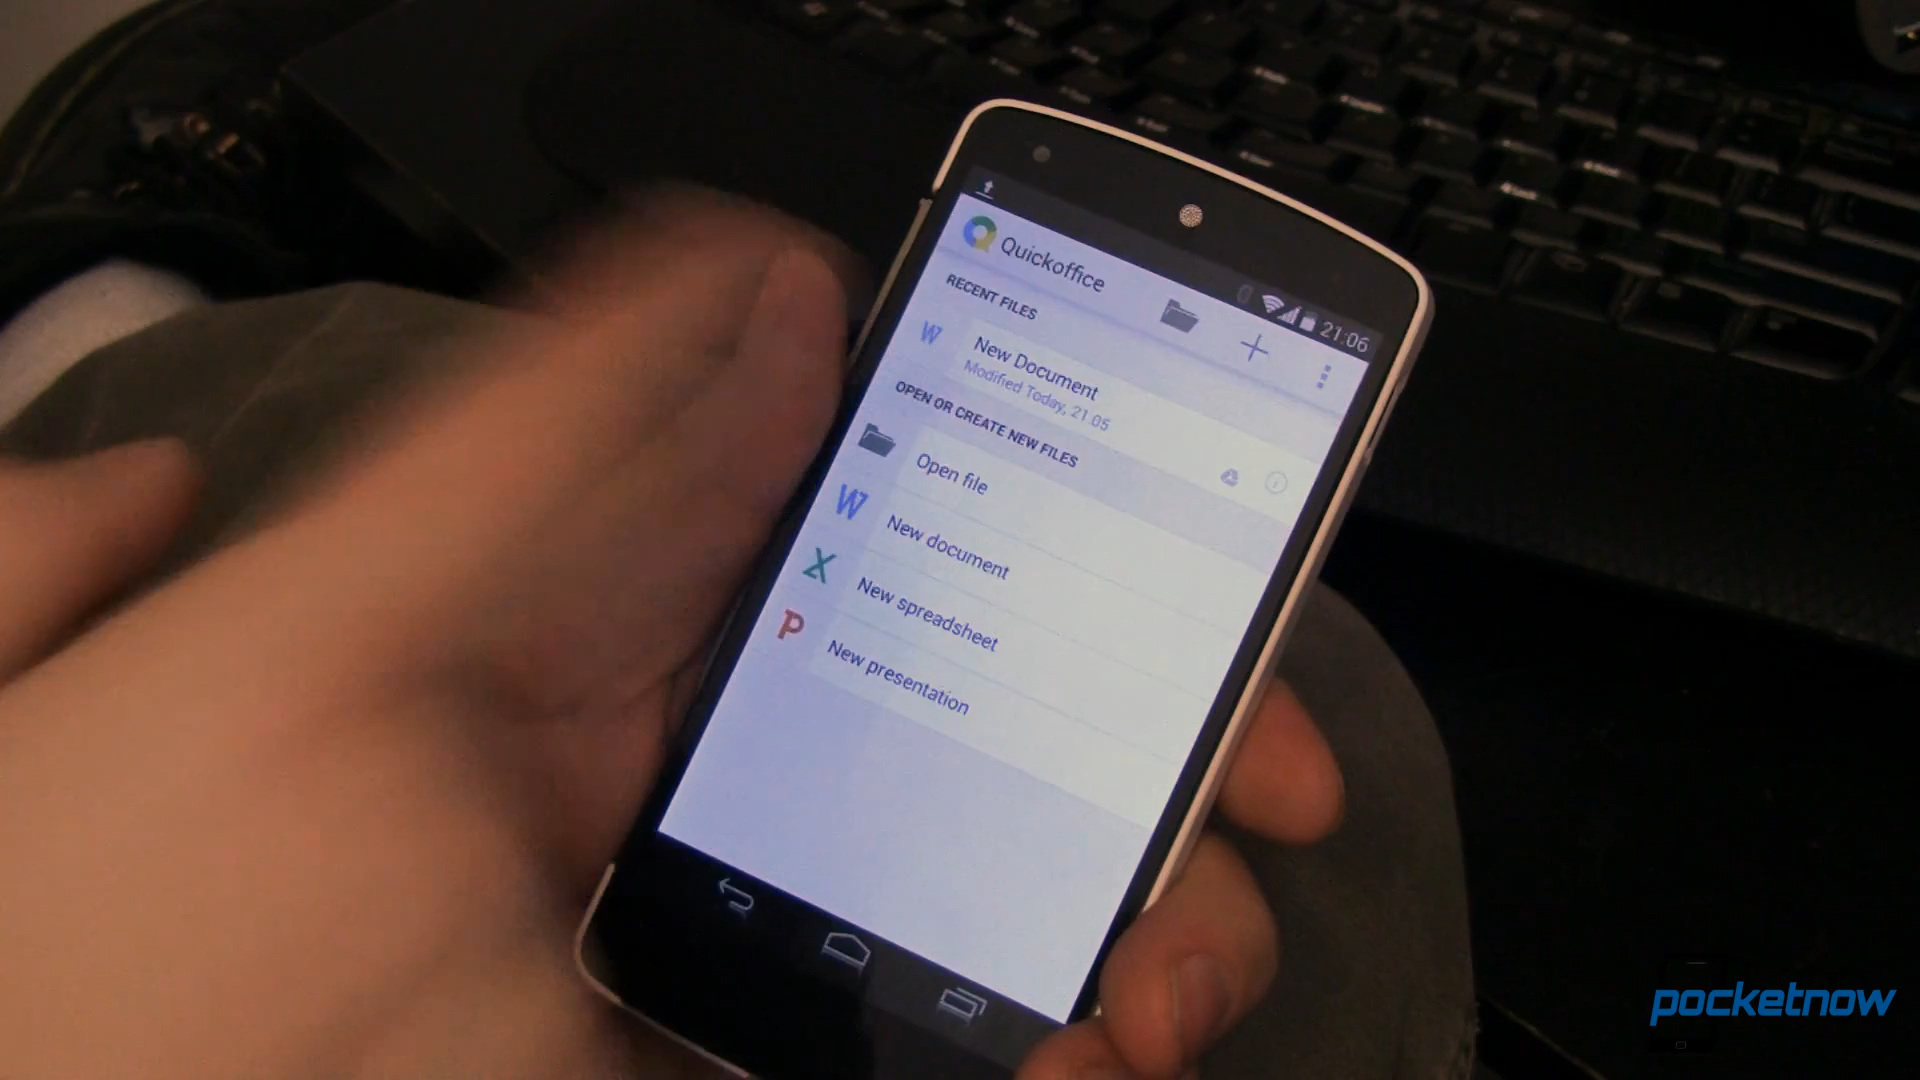 21:06
Quickoffice
RECENT FILES
New Document
Modified Today, 21:05
OPEN OR CREATE NEW FILES
Open file
New document
New spreadsheet
New presentation
pocketnow